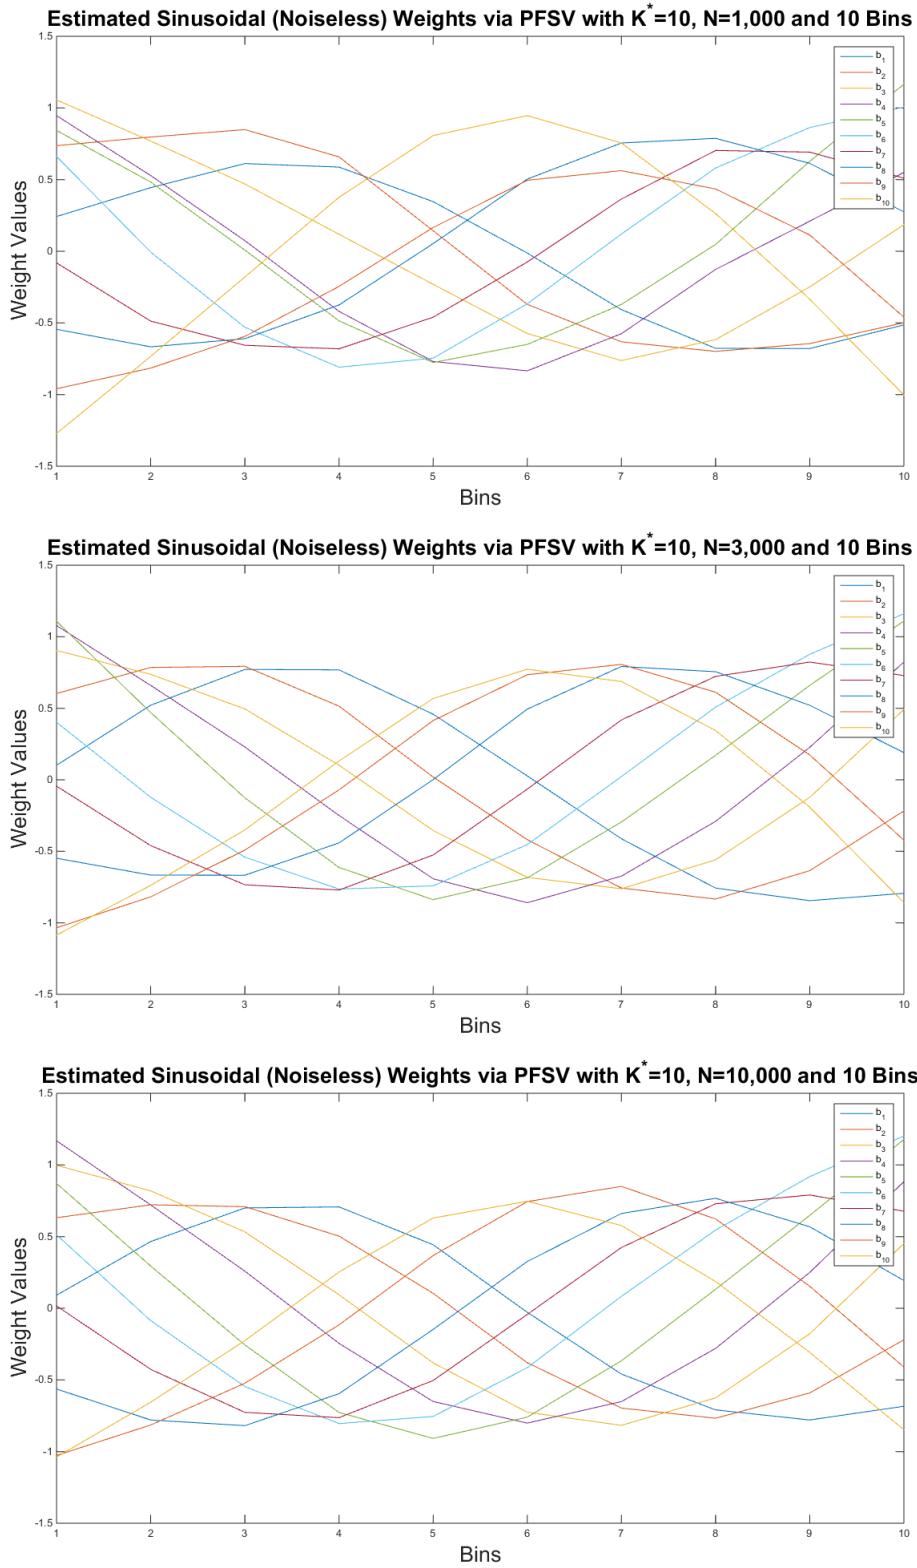 Estimated Sinusoidal (Noiseless) Weights via PFSV with K*=10, N=1,000 and 10 Bins
1.5
1
0.5
0
-0.5
-1
-1.5
Weight Values
b1
b2
b3
b4
b5
b6
b7
b8
b9
b10
1 2 3 4 5 6 7 8 9 10
Bins
Estimated Sinusoidal (Noiseless) Weights via PFSV with K*=10, N=3,000 and 10 Bins
1.5
1
0.5
0
-0.5
-1
-1.5
Weight Values
b1
b2
b3
b4
b5
b6
b7
b8
b9
b10
1 2 3 4 5 6 7 8 9 10
Bins
Estimated Sinusoidal (Noiseless) Weights via PFSV with K*=10, N=10,000 and 10 Bins
1.5
1
0.5
0
-0.5
-1
-1.5
Weight Values
b1
b2
b3
b4
b5
b6
b7
b8
b9
b10
1 2 3 4 5 6 7 8 9 10
Bins